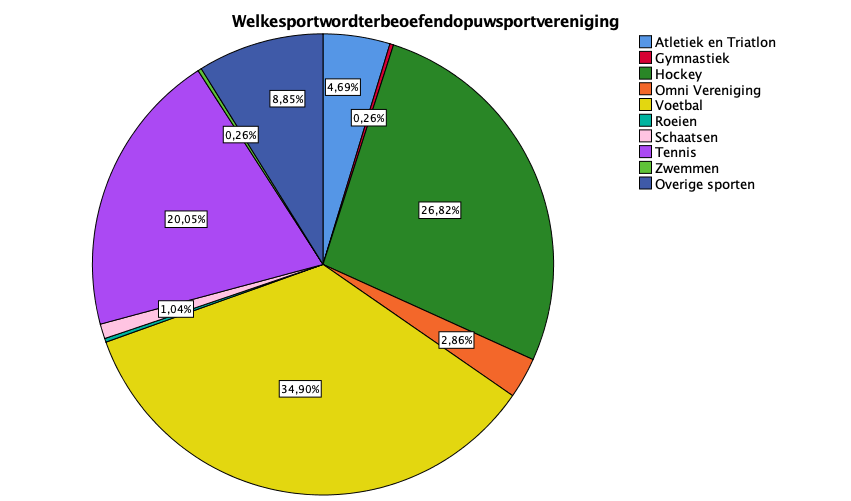 Welkesportwordterbeoefendopuwsportvereniging
Atletiek en Triatlon
Gymnastiek
Hockey
Omni Vereniging
Voetbal
Roeien
Schaatsen
Tennis
Zwemmen
Overige sporten
4,69%
8,85%
0,26%
0,26%
26,82%
20,05%
1,04%
2,86%
34,90%